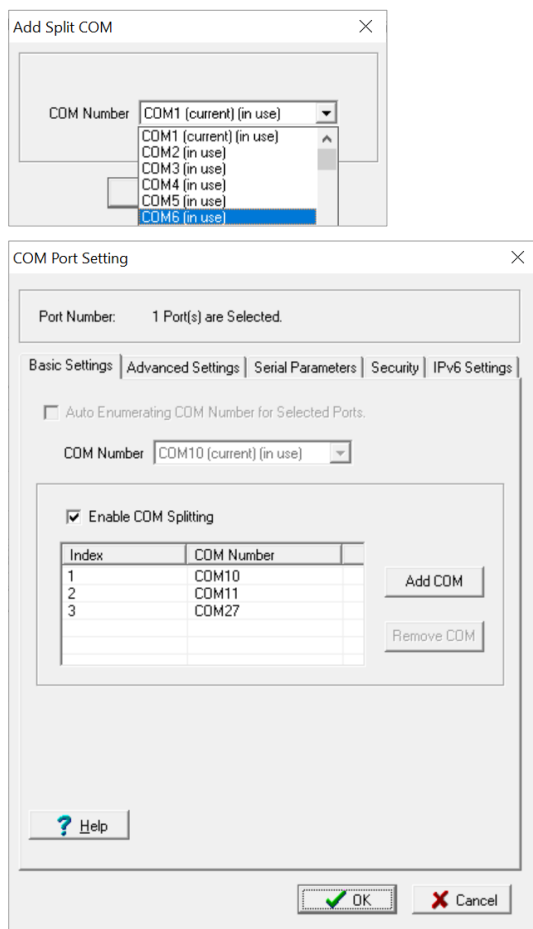 Add Split COM
COM Number COM1 (current) (in use)
COM1 (current) (in use)
COM2 (in use)
COM3 (in use)
COM4 (in use)
COM5 (in use)
COM6 (in use)
COM Port Setting
Port Number: 1 Port(s) are Selected.
Basic Settings Advanced Settings Serial Parameters Security IPv6 Settings
Auto Enumerating COM Number for Selected Ports.
COM Number COM10 (current) (in use)
Enable COM Splitting
Index COM Number
1 COM10
2 COM11
3 COM27
Add COM
Remove COM
? Help
OK Cancel